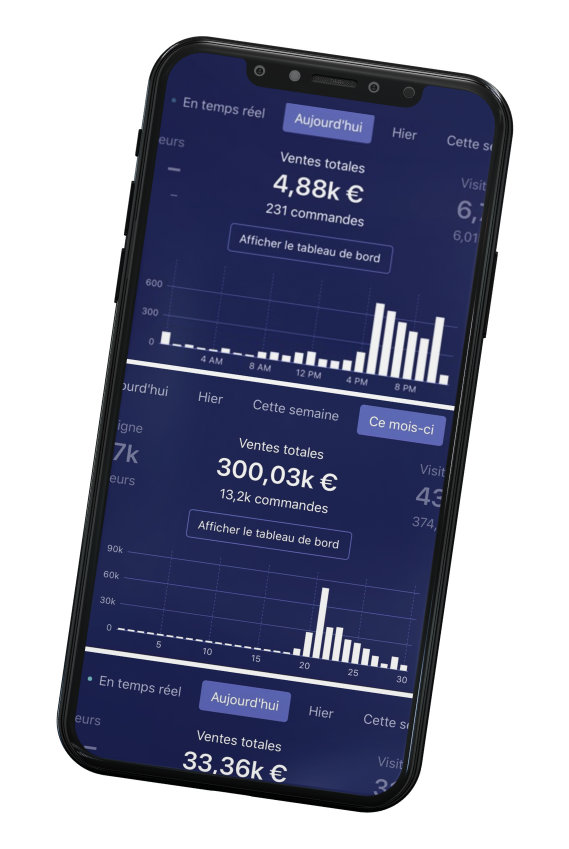 En temps réel Aujourd'hui Hier Cette se
eurs Ventes totales Visit
4,88k € 6,
231 commandes 6,01
Afficher le tableau de bord
600
300
0
4 AM 8 AM 12 PM 4 PM 8 PM
ourd'hui Hier Cette semaine Ce mois-ci
igne Ventes totales Visit
7k 300,03k € 43
eurs 13,2k commandes 374,
Afficher le tableau de bord
90k
60k
30k
0
5 10 15 20 25 30
En temps réel Aujourd'hui Hier Cette se
eurs Ventes totales Visit
33,36k €